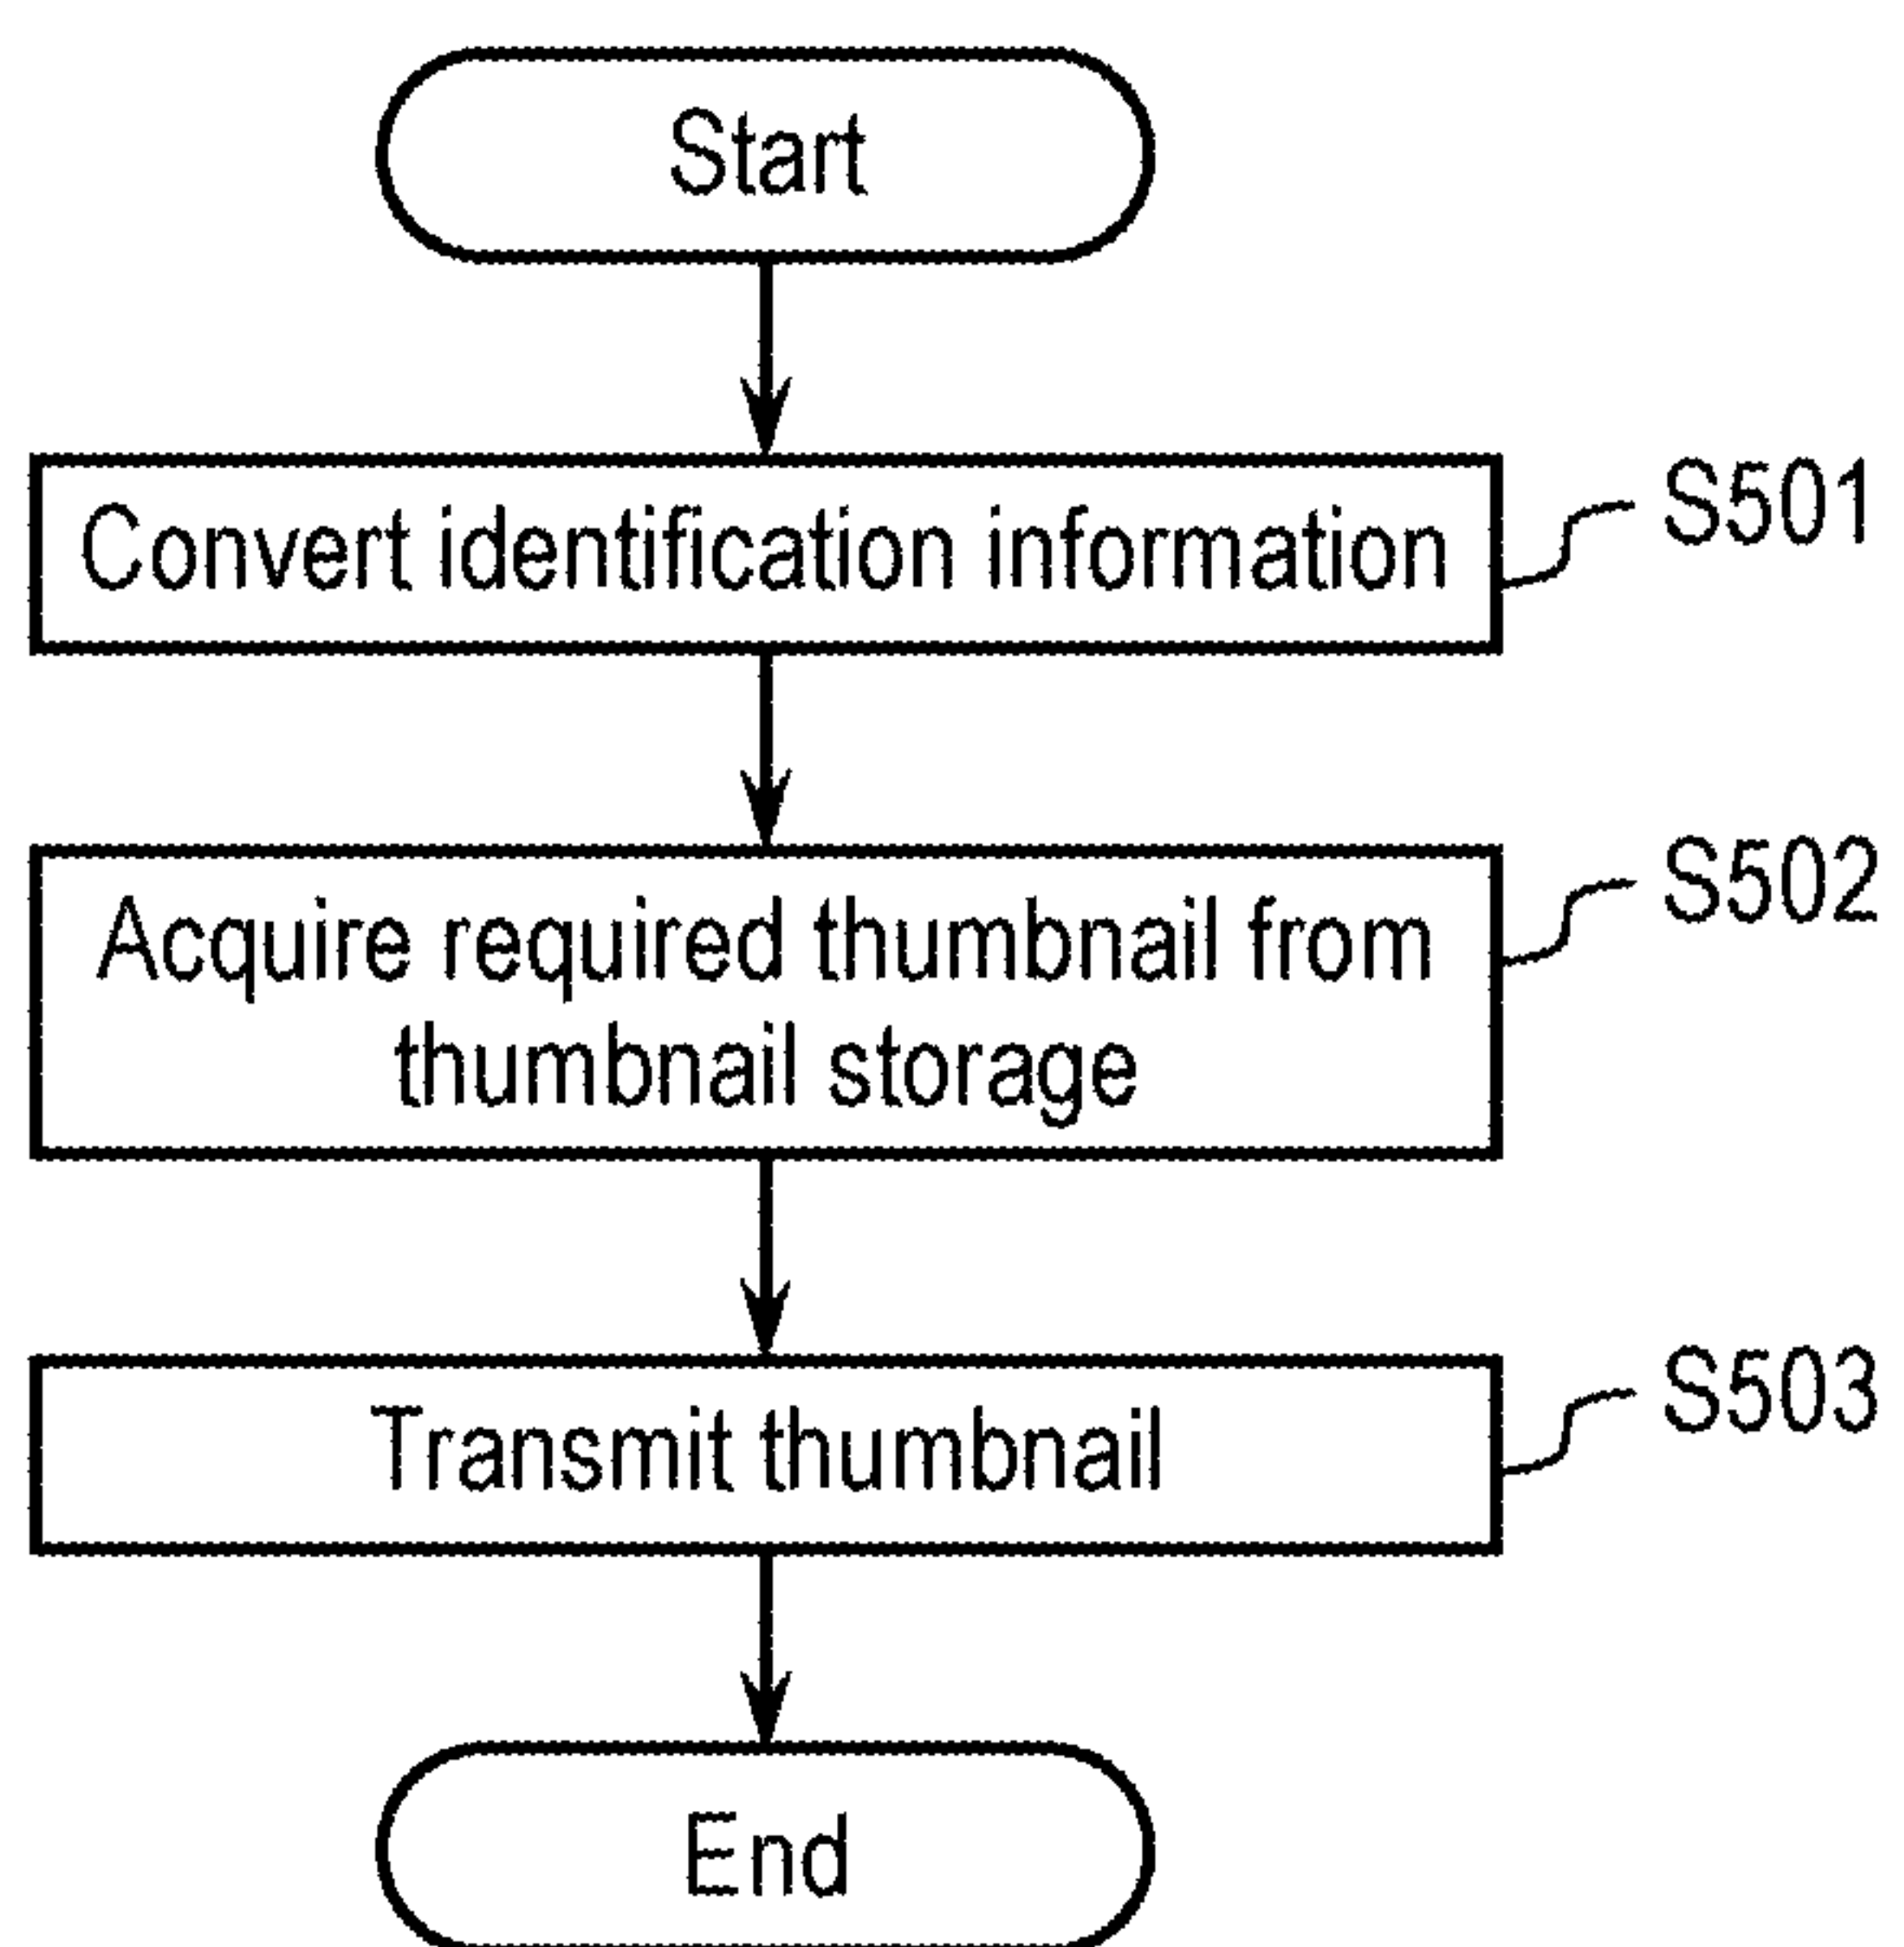 Start
Convert identification information
S501
Acquire required thumbnail from
thumbnail storage
S502
Transmit thumbnail
S503
End